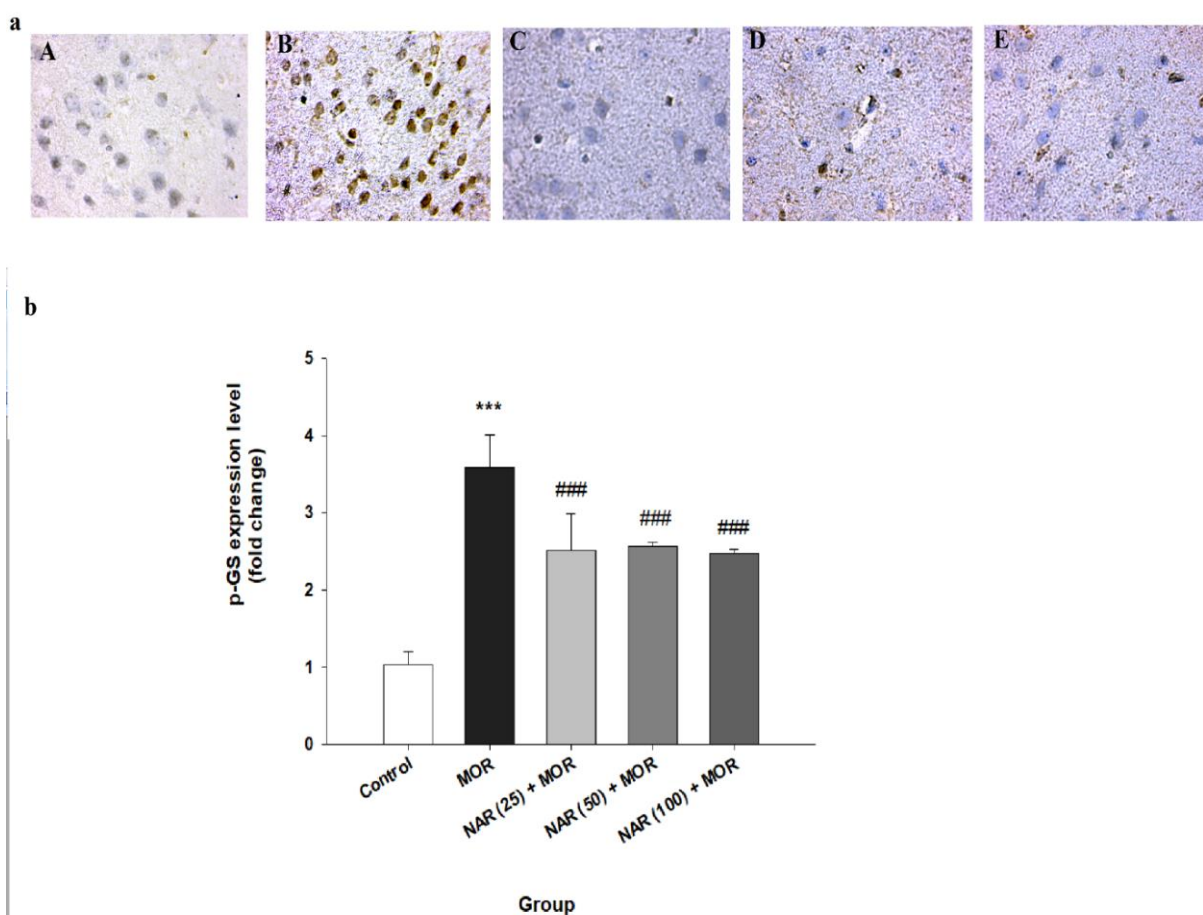 a
A
B
C
D
E
b
p-GS expression level
(fold change)
5
4
3
2
1
0
***
###
###
###
Control
MOR
NAR (25) + MOR
NAR (50) + MOR
NAR (100) + MOR
Group